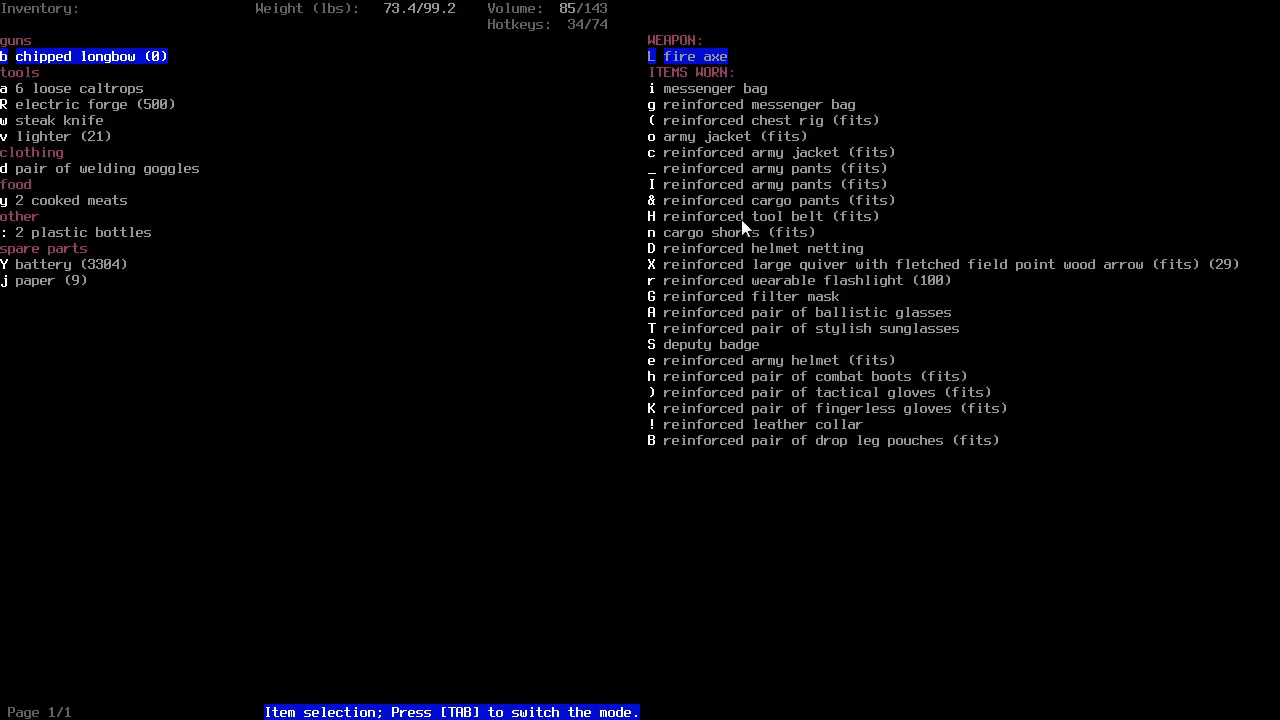 Inventory: Weight (lbs): 73.4/99.2 Volume: 85/143
Hotkeys: 34/74
guns
b chipped longbow (0)
tools
a 6 loose caltrops
R electric forge (500)
w steak knife
v lighter (21)
clothing
d pair of welding goggles
food
y 2 cooked meats
other
: 2 plastic bottles
spare parts
Y battery (3304)
j paper (9)
WEAPON:
L fire axe
ITEMS WORN:
i messenger bag
g reinforced messenger bag
( reinforced chest rig (fits)
o army jacket (fits)
c reinforced army jacket (fits)
_ reinforced army pants (fits)
I reinforced army pants (fits)
& reinforced cargo pants (fits)
H reinforced tool belt (fits)
n cargo shorts (fits)
D reinforced helmet netting
X reinforced large quiver with fletched field point wood arrow (fits) (29)
r reinforced wearable flashlight (100)
G reinforced filter mask
A reinforced pair of ballistic glasses
T reinforced pair of stylish sunglasses
S deputy badge
e reinforced army helmet (fits)
h reinforced pair of combat boots (fits)
) reinforced pair of tactical gloves (fits)
K reinforced pair of fingerless gloves (fits)
! reinforced leather collar
B reinforced pair of drop leg pouches (fits)
Page 1/1 Item selection; Press [TAB] to switch the mode.